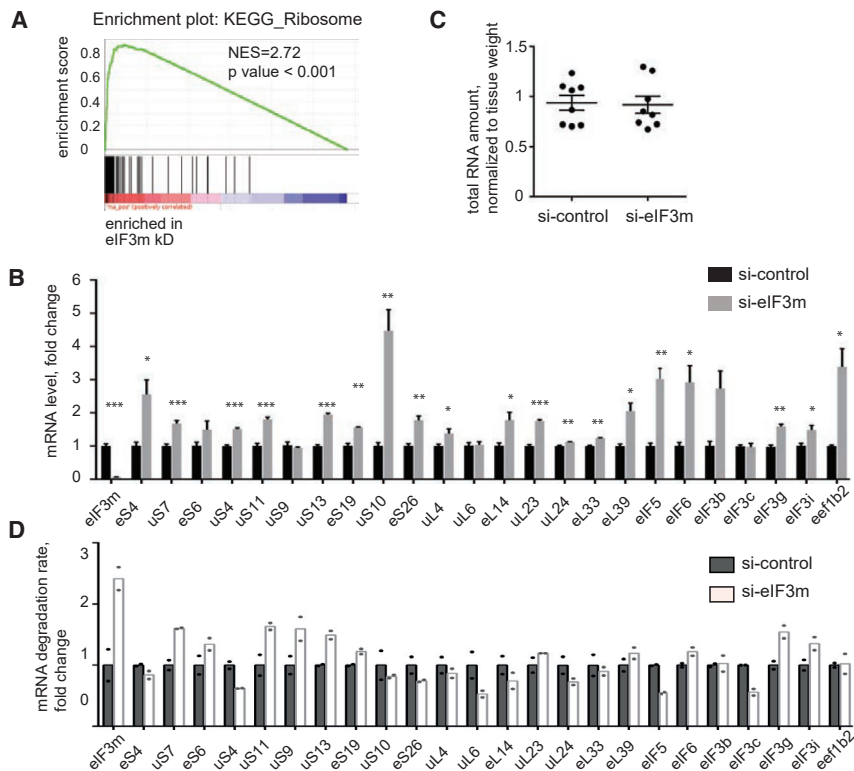 A
Enrichment plot: KEGG_Ribosome
enrichment score
0.8
0.6
0.4
0.2
0
NES=2.72
p value < 0.001
'na_pos' (positively correlated)
enriched in
eIF3m kD
C
total RNA amount,
normalized to tissue weight
1.5
1
0.5
0
si-control
si-eIF3m
B
mRNA level, fold change
6
5
4
3
2
1
0
si-control
si-eIF3m
*** * *** *** *** *** ** ** ** * * *** ** ** * ** * ** * *
eIF3m eS4 uS7 eS6 uS4 uS11 uS9 uS13 eS19 uS10 eS26 uL4 uL6 eL14 uL23 uL24 eL33 eL39 eIF5 eIF6 eIF3b eIF3c eIF3g eIF3i eef1b2
D
mRNA degradation rate,
fold change
3
2
1
0
si-control
si-eIF3m
eIF3m eS4 uS7 eS6 uS4 uS11 uS9 uS13 eS19 uS10 eS26 uL4 uL6 eL14 uL23 uL24 eL33 eL39 eIF5 eIF6 eIF3b eIF3c eIF3g eIF3i eef1b2